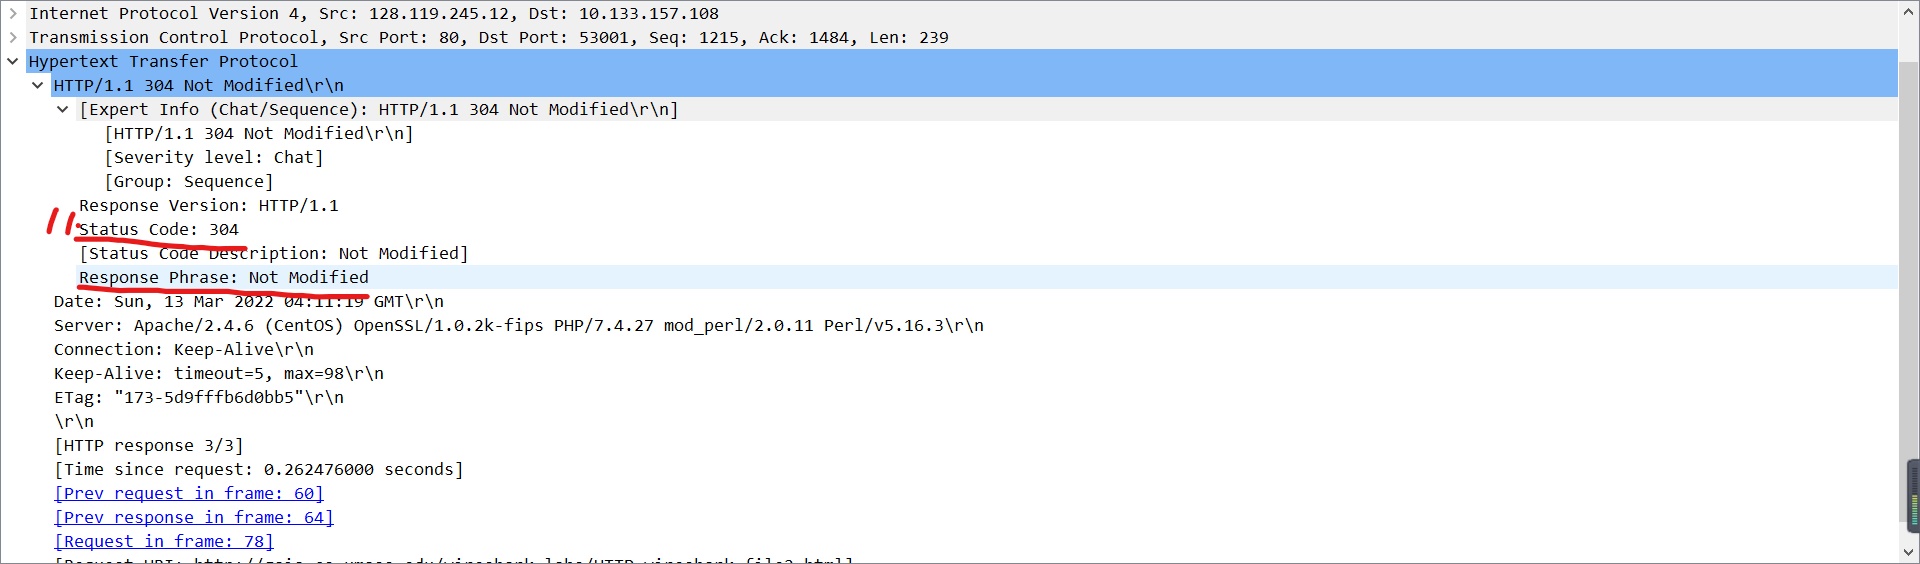 Internet Protocol Version 4, Src: 128.119.245.12, Dst: 10.133.157.108
Transmission Control Protocol, Src Port: 80, Dst Port: 53001, Seq: 1215, Ack: 1484, Len: 239
Hypertext Transfer Protocol
HTTP/1.1 304 Not Modified\r\n
[Expert Info (Chat/Sequence): HTTP/1.1 304 Not Modified\r\n]
[HTTP/1.1 304 Not Modified\r\n]
[Severity level: Chat]
[Group: Sequence]
Response Version: HTTP/1.1
11. Status Code: 304
[Status Code Description: Not Modified]
Response Phrase: Not Modified
Date: Sun, 13 Mar 2022 04:11:19 GMT\r\n
Server: Apache/2.4.6 (CentOS) OpenSSL/1.0.2k-fips PHP/7.4.27 mod_perl/2.0.11 Perl/v5.16.3\r\n
Connection: Keep-Alive\r\n
Keep-Alive: timeout=5, max=98\r\n
ETag: "173-5d9fffb6d0bb5"\r\n
\r\n
[HTTP response 3/3]
[Time since request: 0.262476000 seconds]
[Prev request in frame: 60]
[Prev response in frame: 64]
[Request in frame: 78]